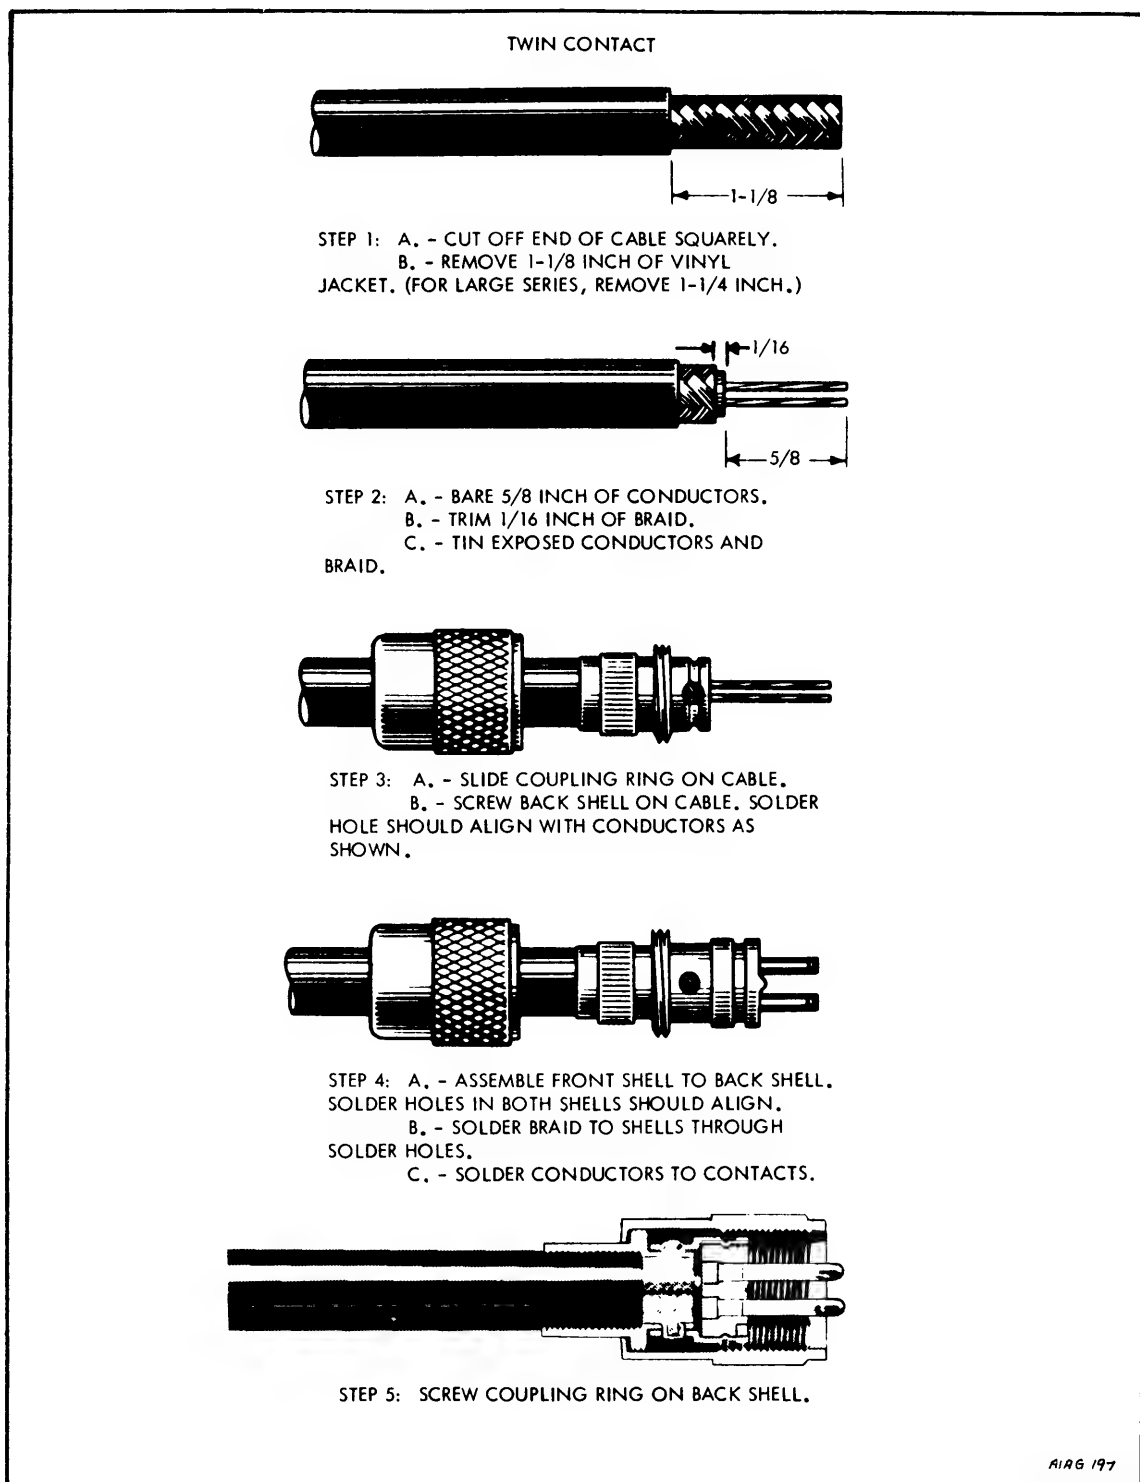 TWIN CONTACT
1-1/8
STEP 1: A. - CUT OFF END OF CABLE SQUARELY.
B. - REMOVE 1-1/8 INCH OF VINYL
JACKET. (FOR LARGE SERIES, REMOVE 1-1/4 INCH.)
1/16
5/8
STEP 2: A. - BARE 5/8 INCH OF CONDUCTORS.
B. - TRIM 1/16 INCH OF BRAID.
C. - TIN EXPOSED CONDUCTORS AND
BRAID.
STEP 3: A. - SLIDE COUPLING RING ON CABLE.
B. - SCREW BACK SHELL ON CABLE. SOLDER
HOLE SHOULD ALIGN WITH CONDUCTORS AS
SHOWN.
STEP 4: A. - ASSEMBLE FRONT SHELL TO BACK SHELL.
SOLDER HOLES IN BOTH SHELLS SHOULD ALIGN.
B. - SOLDER BRAID TO SHELLS THROUGH
SOLDER HOLES.
C. - SOLDER CONDUCTORS TO CONTACTS.
STEP 5: SCREW COUPLING RING ON BACK SHELL.
AIAG 197